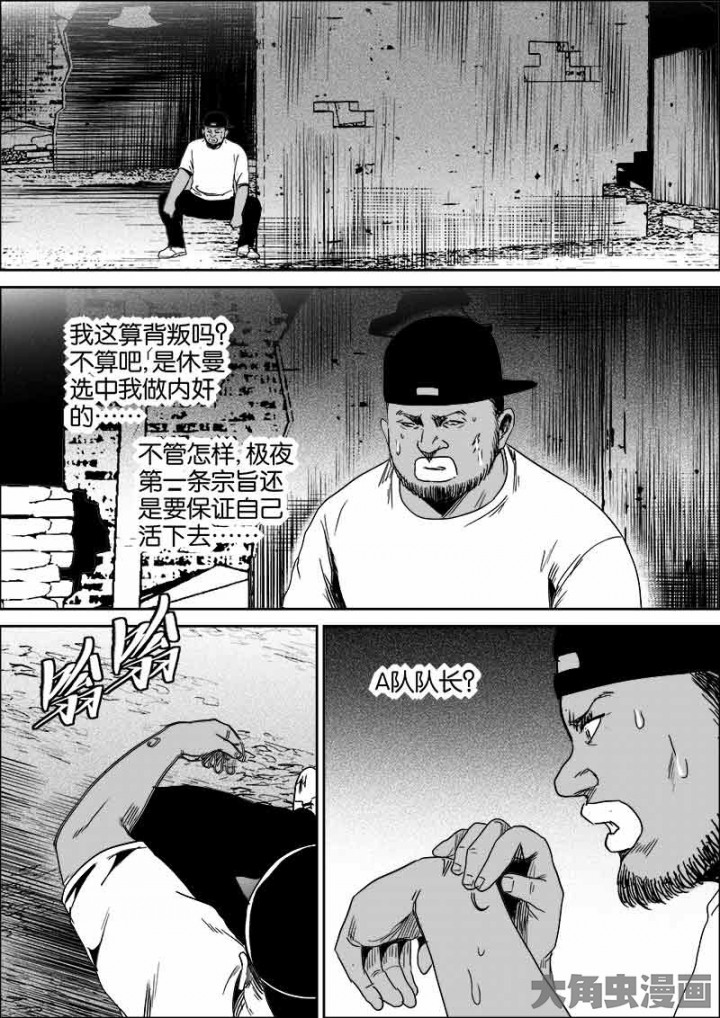 我这算背叛吗?
不算吧,是休曼
选中我做内奸
的……
不管怎样,极夜
第一条宗旨还
是要保证自己
活下去……
嗡嗡
A队队长?
大角虫漫画